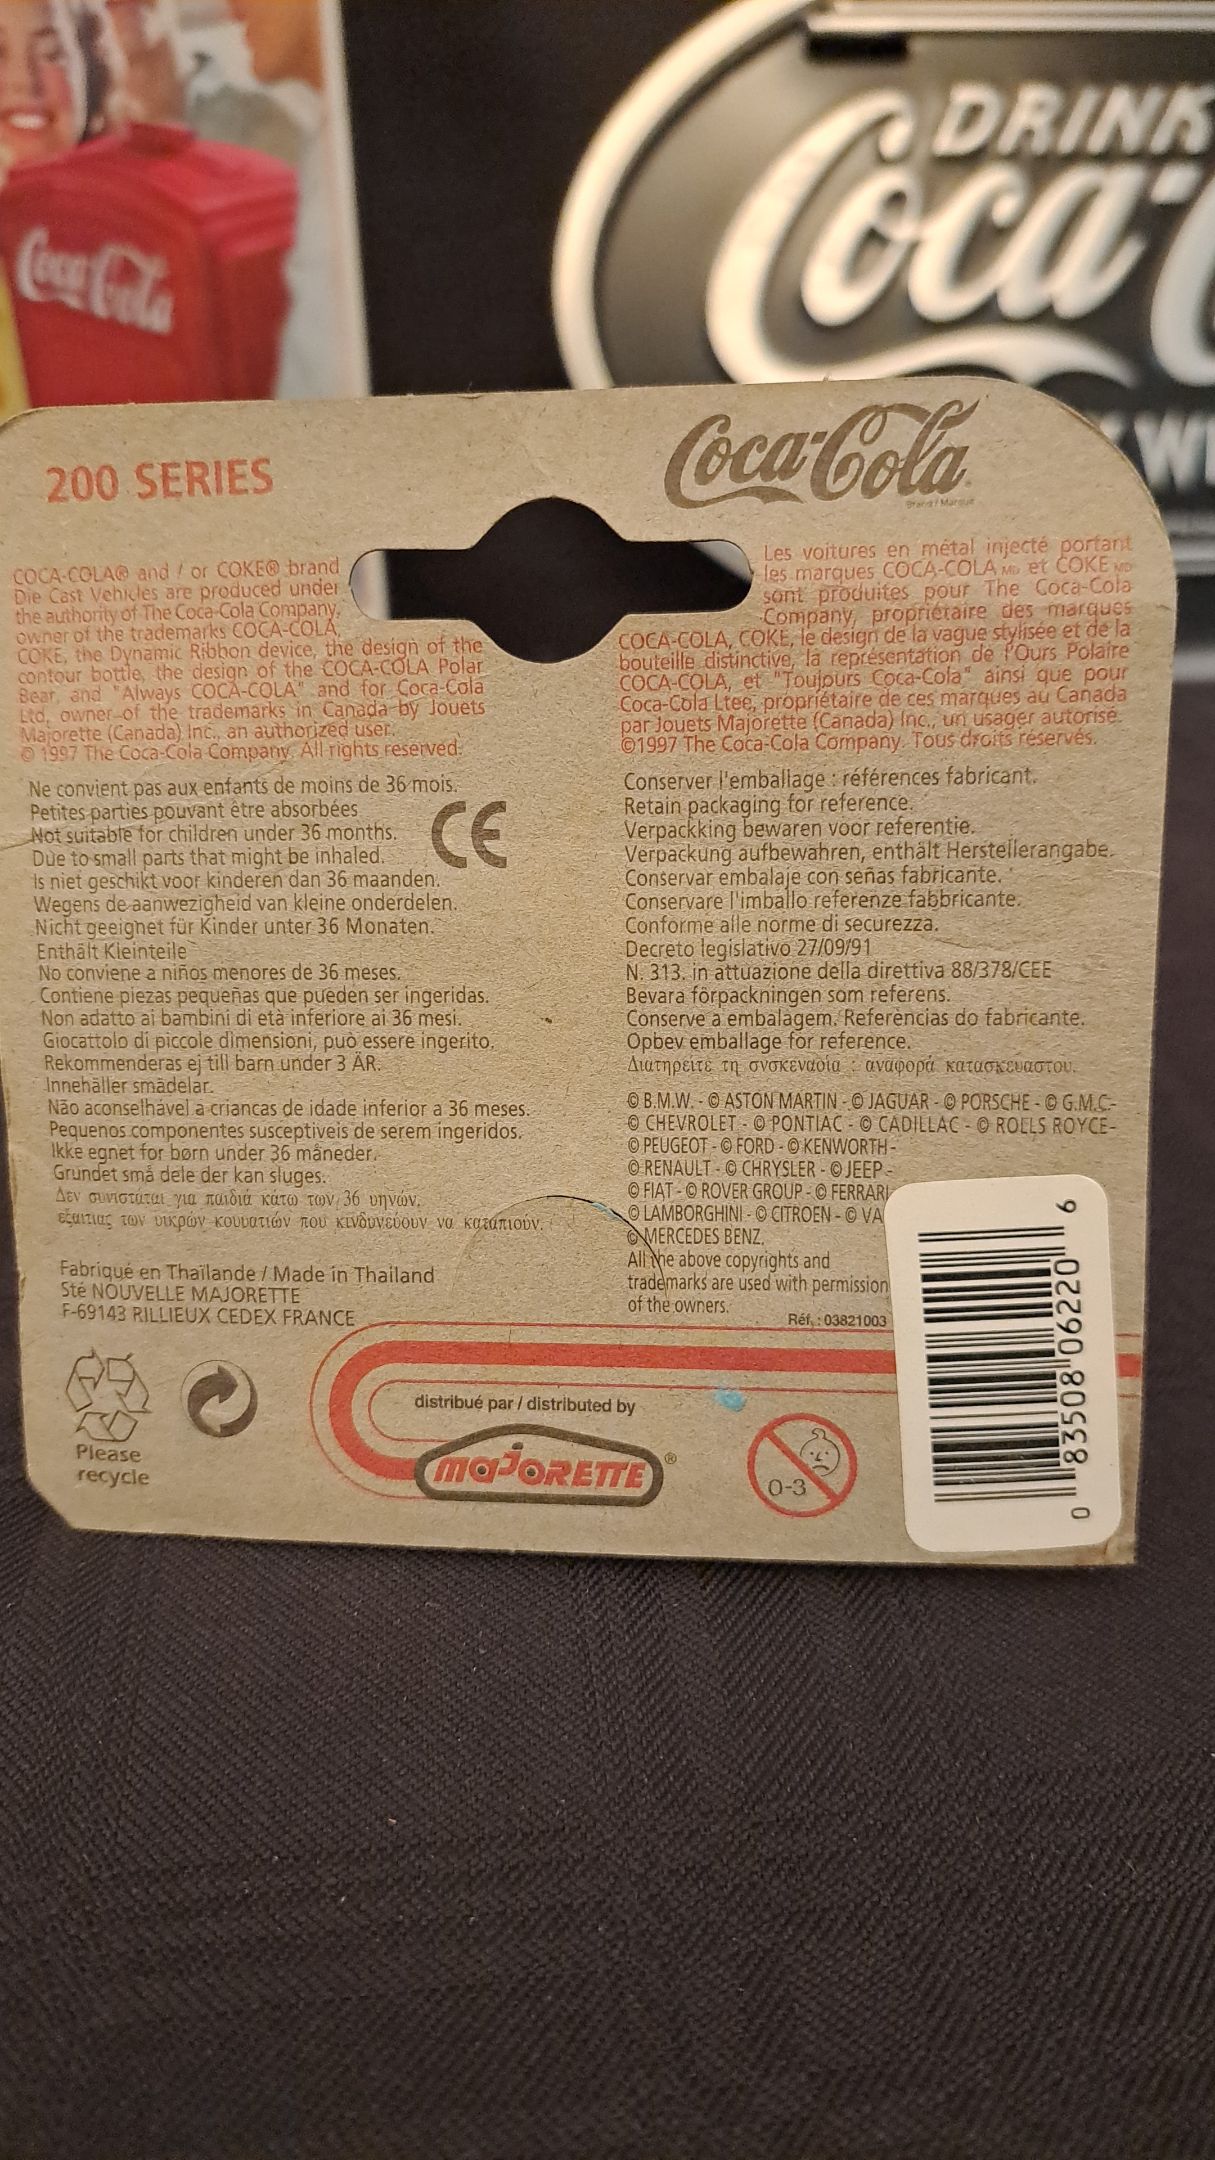 Coca-Cola
DRINK
Coca-C
200 SERIES
Coca-Cola
Brand / Marque
COCA-COLA® and / or COKE® brand
Die Cast Vehicles are produced under
the authority of The Coca-Cola Company,
owner of the trademarks COCA-COLA,
COKE, the Dynamic Ribbon device, the design of the
contour bottle, the design of the COCA-COLA Polar
Bear, and "Always COCA-COLA" and for Coca-Cola
Ltd, owner of the trademarks in Canada by Jouets
Majorette (Canada) Inc., an authorized user.
© 1997 The Coca-Cola Company. All rights reserved.
Les voitures en métal injecté portant
les marques COCA-COLA MD et COKE MD
sont produites pour The Coca-Cola
Company, propriétaire des marques
COCA-COLA, COKE, le design de la vague stylisée et de la
bouteille distinctive, la représentation de l'Ours Polaire
COCA-COLA, et "Toujours Coca-Cola" ainsi que pour
Coca-Cola Ltee, propriétaire de ces marques au Canada
par Jouets Majorette (Canada) Inc., un usager autorisé.
©1997 The Coca-Cola Company. Tous droits réservés.
Ne convient pas aux enfants de moins de 36 mois.
Petites parties pouvant être absorbées
Not suitable for children under 36 months.
Due to small parts that might be inhaled.
Is niet geschikt voor kinderen dan 36 maanden.
Wegens de aanwezigheid van kleine onderdelen.
Nicht geeignet für Kinder unter 36 Monaten.
Enthält Kleinteile
No conviene a niños menores de 36 meses.
Contiene piezas pequeñas que pueden ser ingeridas.
Non adatto ai bambini di età inferiore ai 36 mesi.
Giocattolo di piccole dimensioni, può essere ingerito.
Rekommenderas ej till barn under 3 ÅR.
Innehåller smådelar.
Não aconselhável a criancas de idade inferior a 36 meses.
Pequenos componentes susceptiveis de serem ingeridos.
Ikke egnet for børn under 36 måneder.
Grundet små dele der kan sluges.
Δεν συνιστάται για παιδιά κάτω των 36 υηνών.
εξαιτιας των υικρών κουυατιών που κινδυνεύουν να καταπιούν.
CE
Conserver l'emballage : références fabricant.
Retain packaging for reference.
Verpackking bewaren voor referentie.
Verpackung aufbewahren, enthält Herstellerangabe.
Conservar embalaje con señas fabricante.
Conservare l'imballo referenze fabbricante.
Conforme alle norme di securezza.
Decreto legislativo 27/09/91
N. 313. in attuazione della direttiva 88/378/CEE
Bevara förpackningen som referens.
Conserve a embalagem. Referências do fabricante.
Opbev emballage for reference.
Διατηρείτε τη συσκευαοία : αναφορά κατασκευαστου.
© B.M.W. - © ASTON MARTIN - © JAGUAR - © PORSCHE - © G.M.C.-
© CHEVROLET - © PONTIAC - © CADILLAC - © ROLLS ROYCE-
© PEUGEOT - © FORD - © KENWORTH -
© RENAULT - © CHRYSLER - © JEEP -
© FIAT - © ROVER GROUP - © FERRARI
© LAMBORGHINI - © CITROEN - © VA
© MERCEDES BENZ.
All the above copyrights and
trademarks are used with permission
of the owners.
Réf. : 03821003
Fabriqué en Thaïlande / Made in Thailand
Sté NOUVELLE MAJORETTE
F-69143 RILLIEUX CEDEX FRANCE
Please
recycle
distribué par / distributed by
MAJORETTE®
0-3
0 83508 06220 6